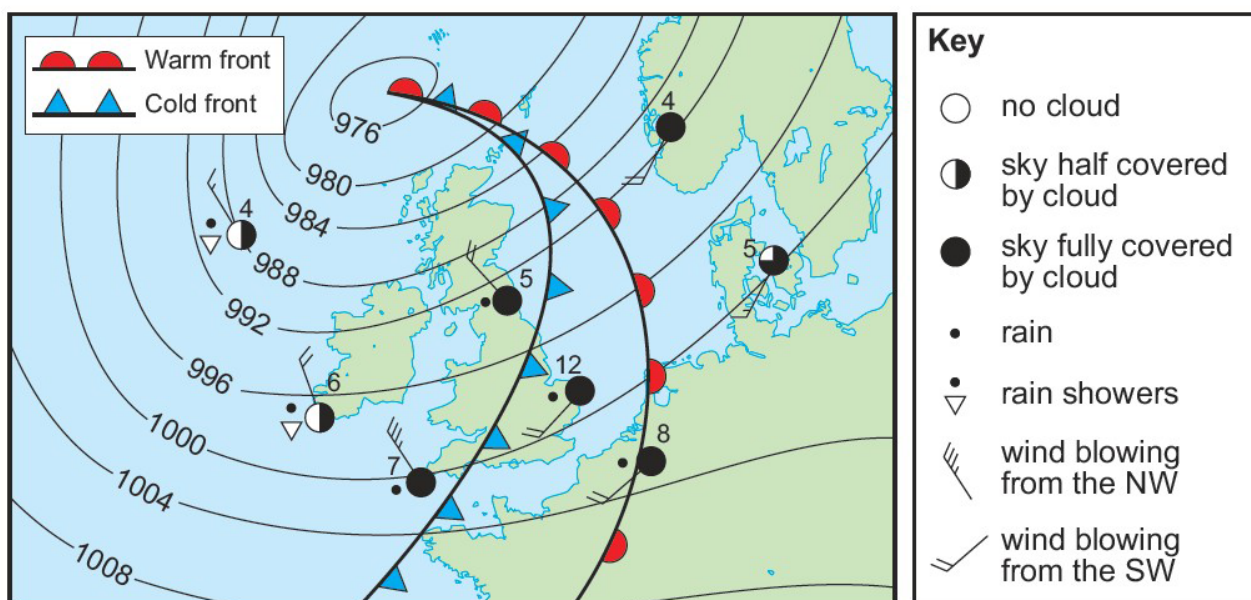 Warm front
Cold front
976
980
984
988
992
996
1000
1004
1008
4
4
5
5
12
6
8
7
Key
no cloud
sky half covered
by cloud
sky fully covered
by cloud
rain
rain showers
wind blowing
from the NW
wind blowing
from the SW